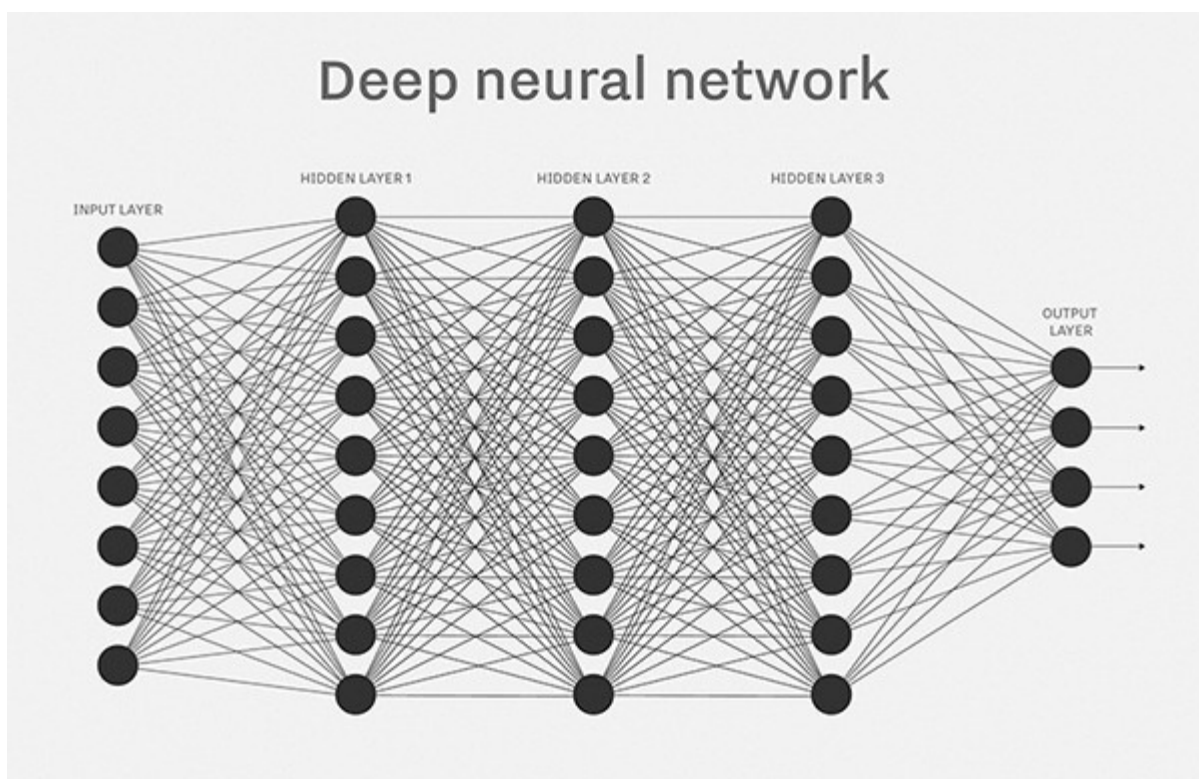 Deep neural network
HIDDEN LAYER 1
HIDDEN LAYER 2
HIDDEN LAYER 3
INPUT LAYER
OUTPUT
LAYER